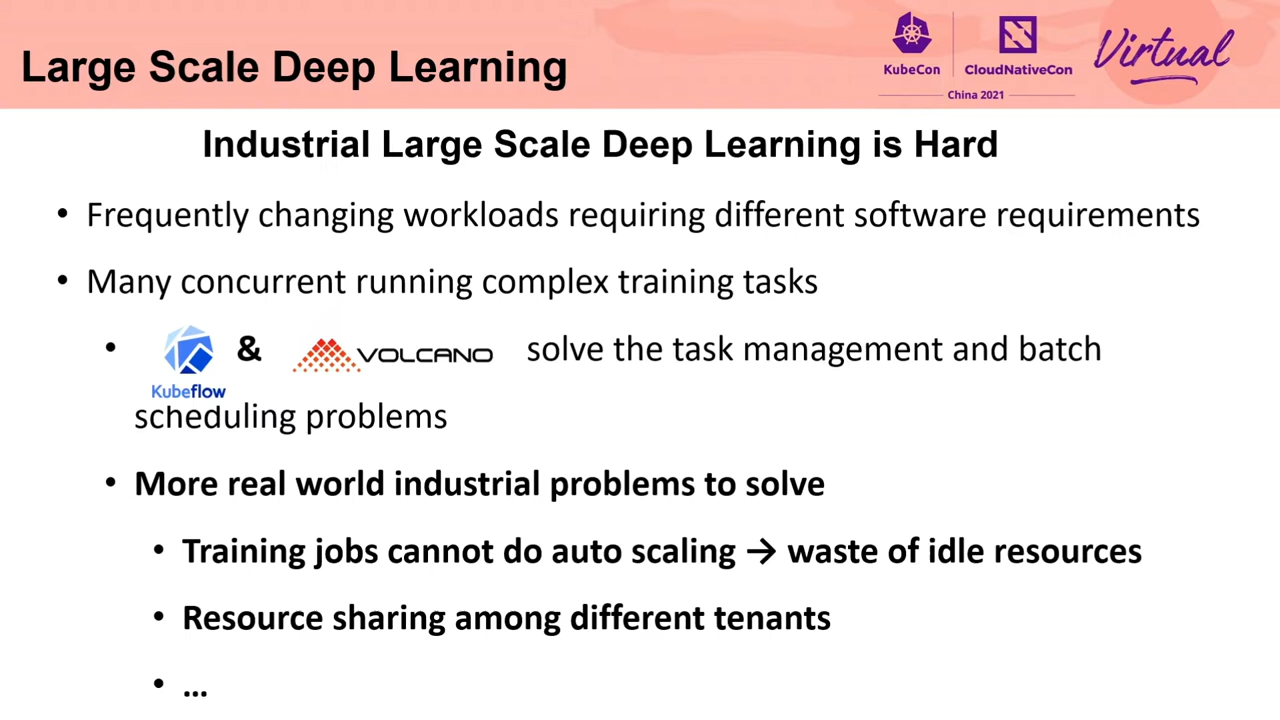 Large Scale Deep Learning
KubeCon
CloudNativeCon
China 2021
Virtual
Industrial Large Scale Deep Learning is Hard
• Frequently changing workloads requiring different software requirements
• Many concurrent running complex training tasks
• Kubeflow & VOLCANO solve the task management and batch
scheduling problems
• More real world industrial problems to solve
• Training jobs cannot do auto scaling → waste of idle resources
• Resource sharing among different tenants
• …